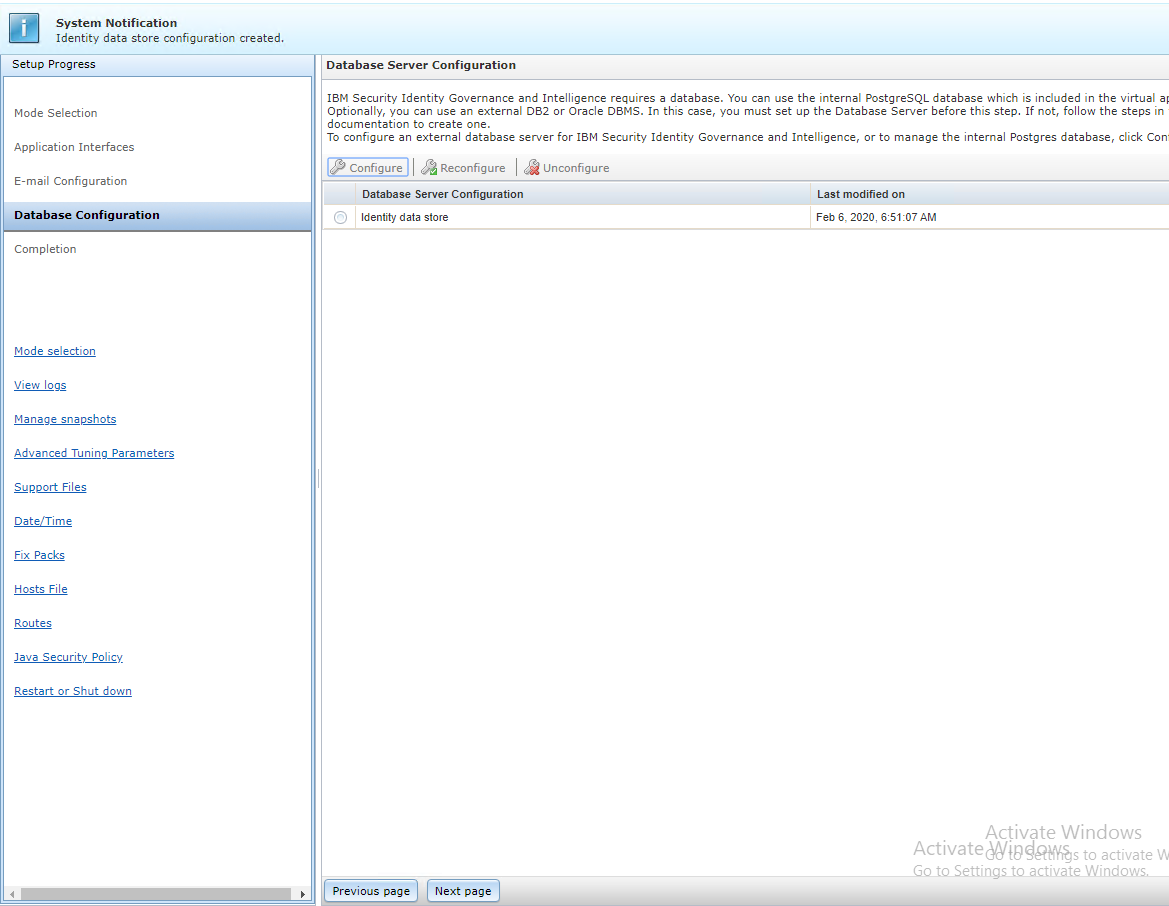 System Notification
Identity data store configuration created.
Setup Progress
Mode Selection
Application Interfaces
E-mail Configuration
Database Configuration
Completion
Mode selection
View logs
Manage snapshots
Advanced Tuning Parameters
Support Files
Date/Time
Fix Packs
Hosts File
Routes
Java Security Policy
Restart or Shut down
Database Server Configuration
IBM Security Identity Governance and Intelligence requires a database. You can use the internal PostgreSQL database which is included in the virtual ap
Optionally, you can use an external DB2 or Oracle DBMS. In this case, you must set up the Database Server before this step. If not, follow the steps in
documentation to create one.
To configure an external database server for IBM Security Identity Governance and Intelligence, or to manage the internal Postgres database, click Con
Configure Reconfigure Unconfigure
Database Server Configuration Last modified on
Identity data store Feb 6, 2020, 6:51:07 AM
Activate Windows
Go to Settings to activate W
Activate Windows
Go to Settings to activate Windows.
Previous page Next page